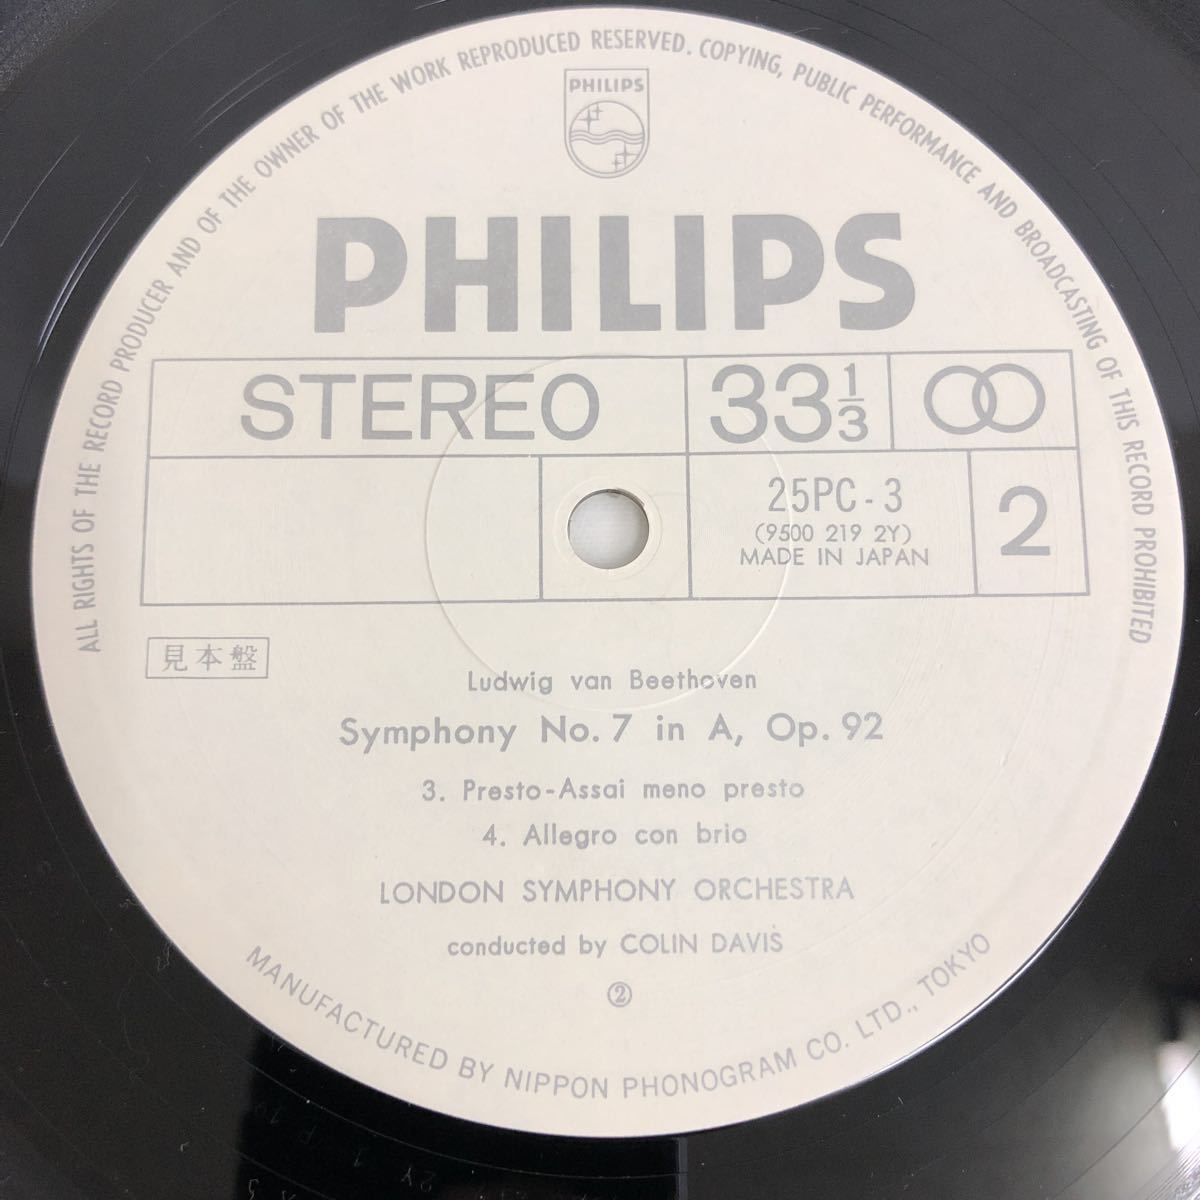 ALL RIGHTS OF THE RECORD PRODUCER AND OF THE OWNER OF THE WORK REPRODUCED RESERVED. COPYING, PUBLIC PERFORMANCE AND BROADCASTING OF THIS RECORD PROHIBITED
PHILIPS
PHILIPS
STEREO 33 1/3
25PC-3
(9500 219 2Y)
MADE IN JAPAN
2
見本盤
Ludwig van Beethoven
Symphony No. 7 in A, Op. 92
3. Presto-Assai meno presto
4. Allegro con brio
LONDON SYMPHONY ORCHESTRA
conducted by COLIN DAVIS
②
MANUFACTURED BY NIPPON PHONOGRAM CO. LTD., TOKYO